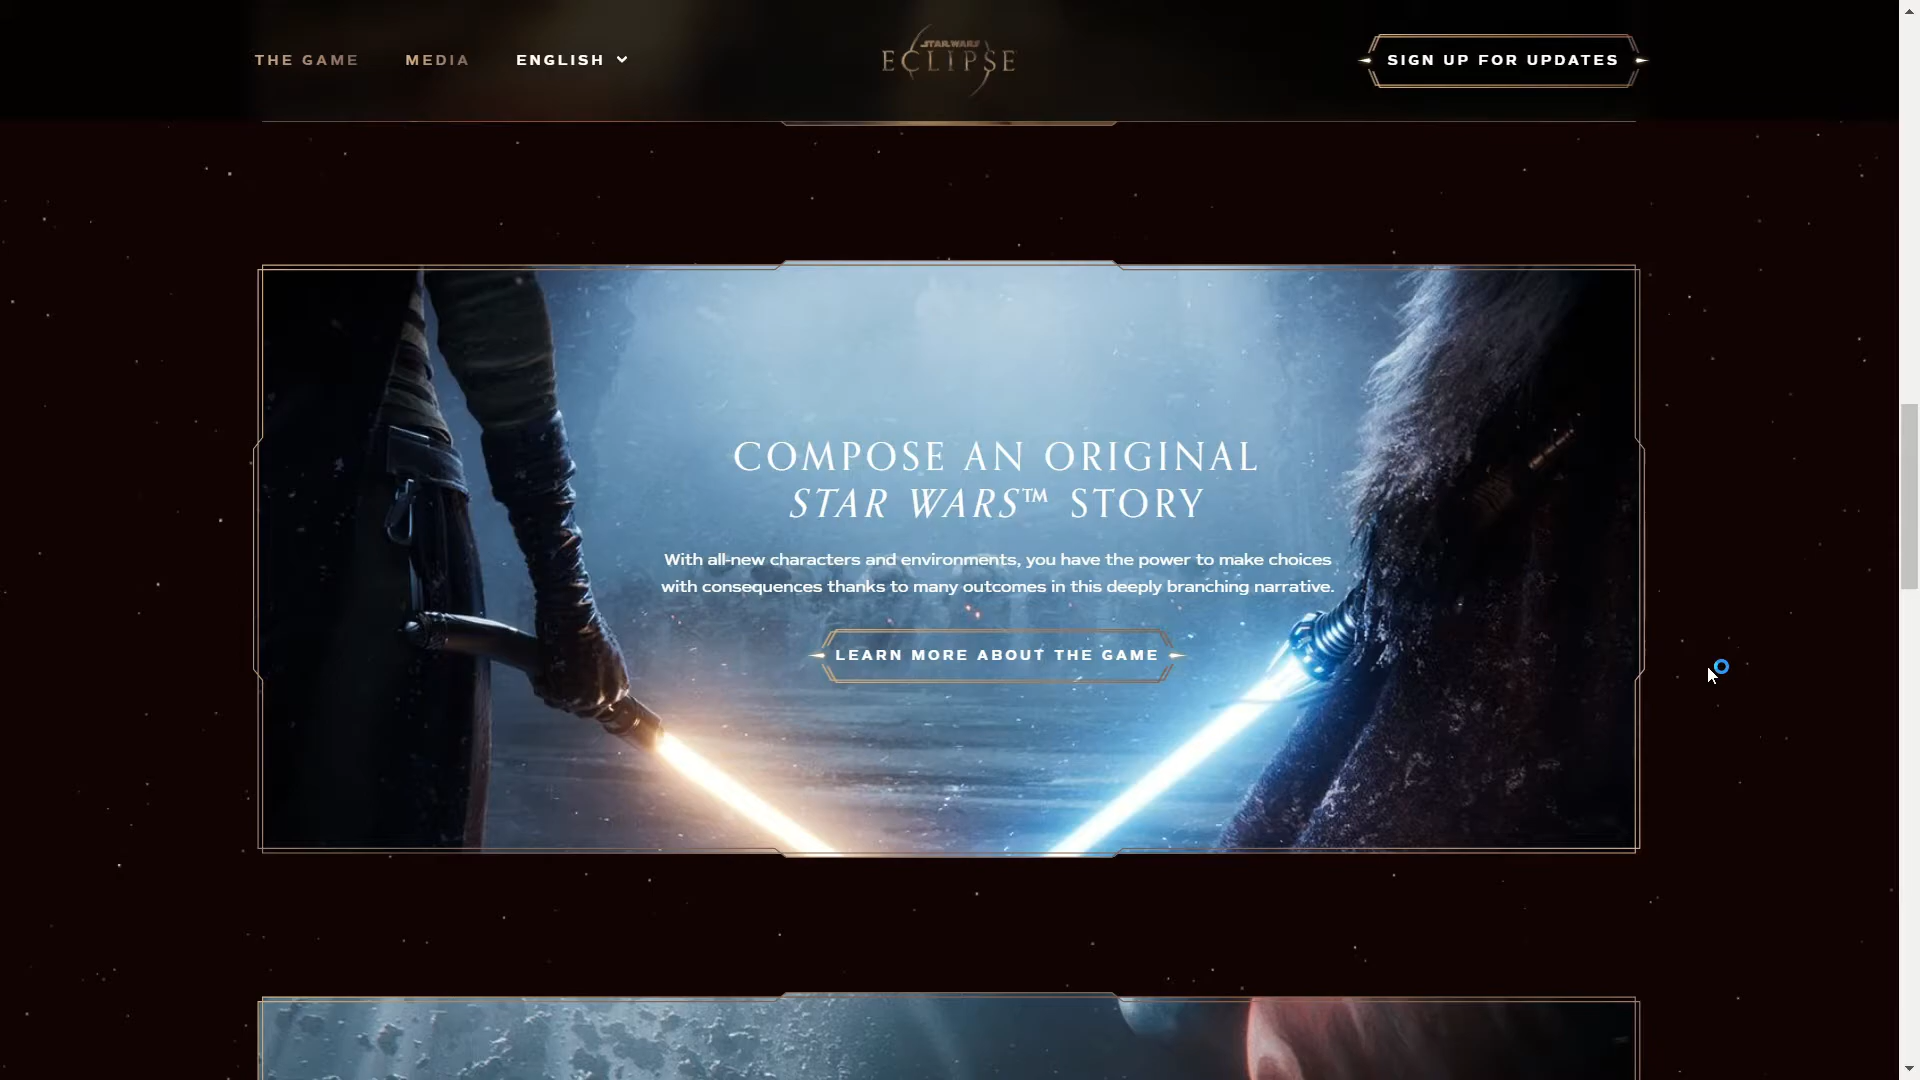 THE GAME MEDIA ENGLISH
STAR WARS
ECLIPSE
SIGN UP FOR UPDATES
COMPOSE AN ORIGINAL
STAR WARS™ STORY
With all-new characters and environments, you have the power to make choices
with consequences thanks to many outcomes in this deeply branching narrative.
LEARN MORE ABOUT THE GAME